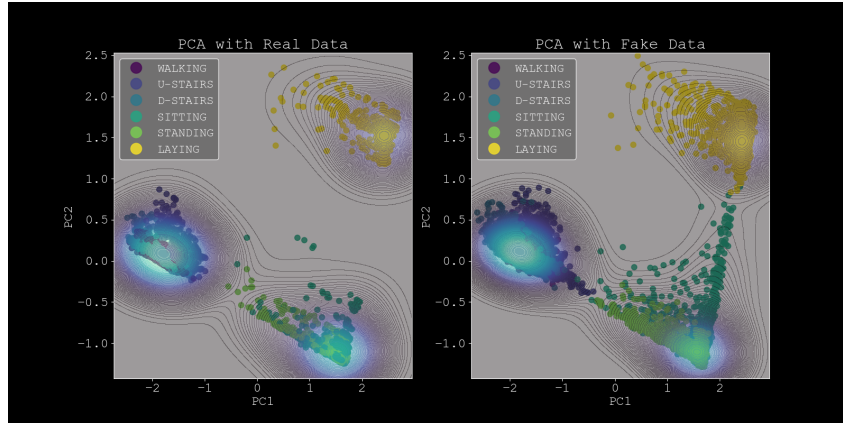 PCA with Real Data
2.5
2.0
1.5
1.0
0.5
0.0
−0.5
−1.0
PC2
WALKING
U-STAIRS
D-STAIRS
SITTING
STANDING
LAYING
−2
−1
0
1
2
PC1
PCA with Fake Data
2.5
2.0
1.5
1.0
0.5
0.0
−0.5
−1.0
PC2
WALKING
U-STAIRS
D-STAIRS
SITTING
STANDING
LAYING
−2
−1
0
1
2
PC1